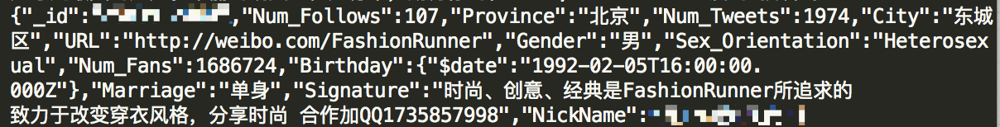 {"_id":,"Num_Follows":107,"Province":"北京","Num_Tweets":1974,"City":"东城
区","URL":"http://weibo.com/FashionRunner","Gender":"男","Sex_Orientation":"Heterosex
ual","Num_Fans":1686724,"Birthday":{"$date":"1992-02-05T16:00:00.
000Z"},"Marriage":"单身","Signature":"时尚、创意、经典是FashionRunner所追求的
致力于改变穿衣风格，分享时尚 合作加QQ1735857998","NickName":